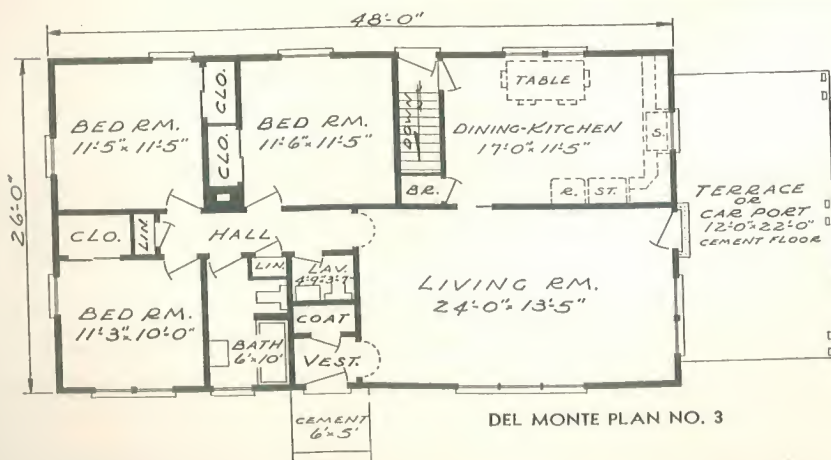 48'-0"
26'-0"
BED RM.
11'-5" x 11'-5"
CLO.
CLO.
BED RM.
11'-6" x 11'-5"
DOWN
BR.
TABLE
DINING-KITCHEN
17'-0" x 11'-5"
S.
R.
ST.
TERRACE
OR
CAR PORT
12'-0" x 22'-0"
CEMENT FLOOR
CLO.
LIN.
HALL
LIN.
LAV.
4'-9" x 3'-7"
LIVING RM.
24'-0" x 13'-5"
BED RM.
11'-3" x 10'-0"
BATH
6' x 10'
COAT
VEST.
CEMENT
6' x 5'
DEL MONTE PLAN NO. 3